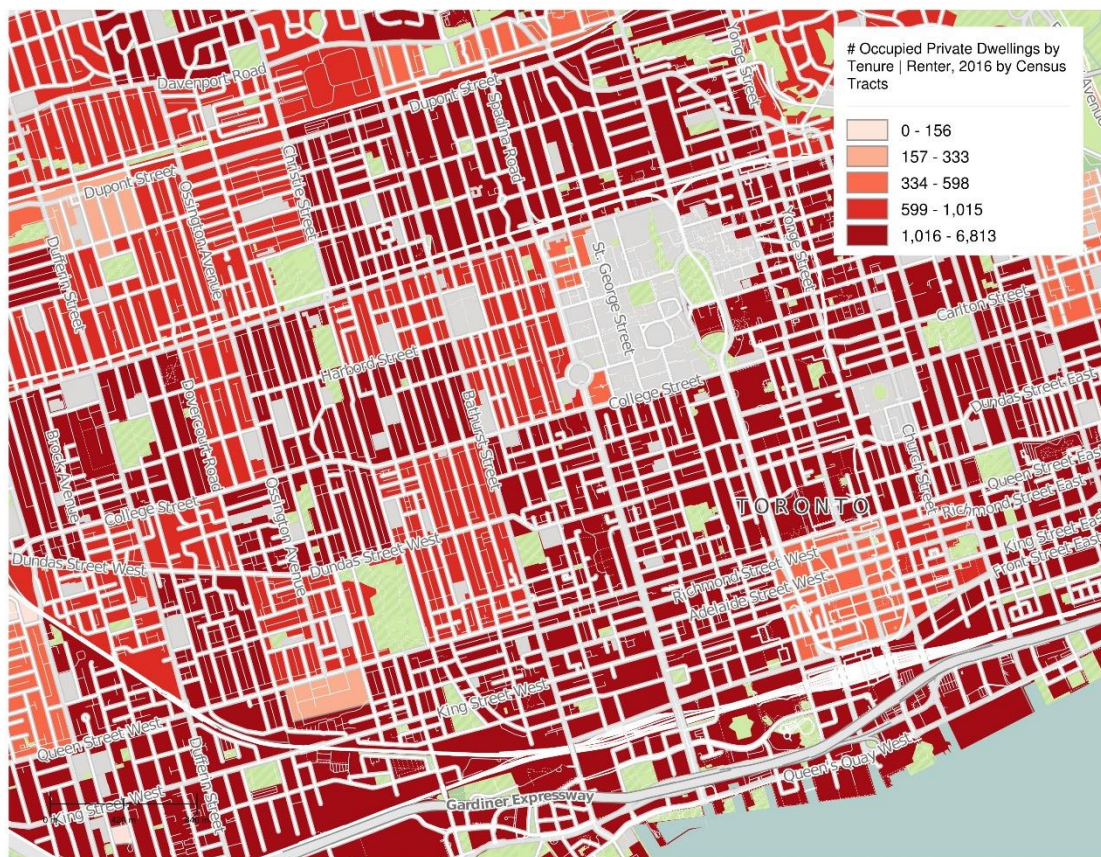 # Occupied Private Dwellings by
Tenure | Renter, 2016 by Census
Tracts
0 - 156
157 - 333
334 - 598
599 - 1,015
1,016 - 6,813
Yonge Street
Avenue
Davenport Road
Dupont Street
Spadina Road
Christie Street
Dupont Street
Ossington Avenue
Dufferin Street
Yonge Street
St. George Street
Carlton Street
Harbord Street
College Street
Dundas Street East
Bathurst Street
Dovercourt Road
Brock Avenue
Church Street
Queen Street East
Richmond Street East
TORONTO
College Street
Ossington Avenue
King Street East
Front Street East
Dundas Street West
Dundas Street West
Richmond Street West
Adelaide Street West
King Street West
Queen Street West
Dufferin Street
Queen's Quay West
King Street West
Gardiner Expressway